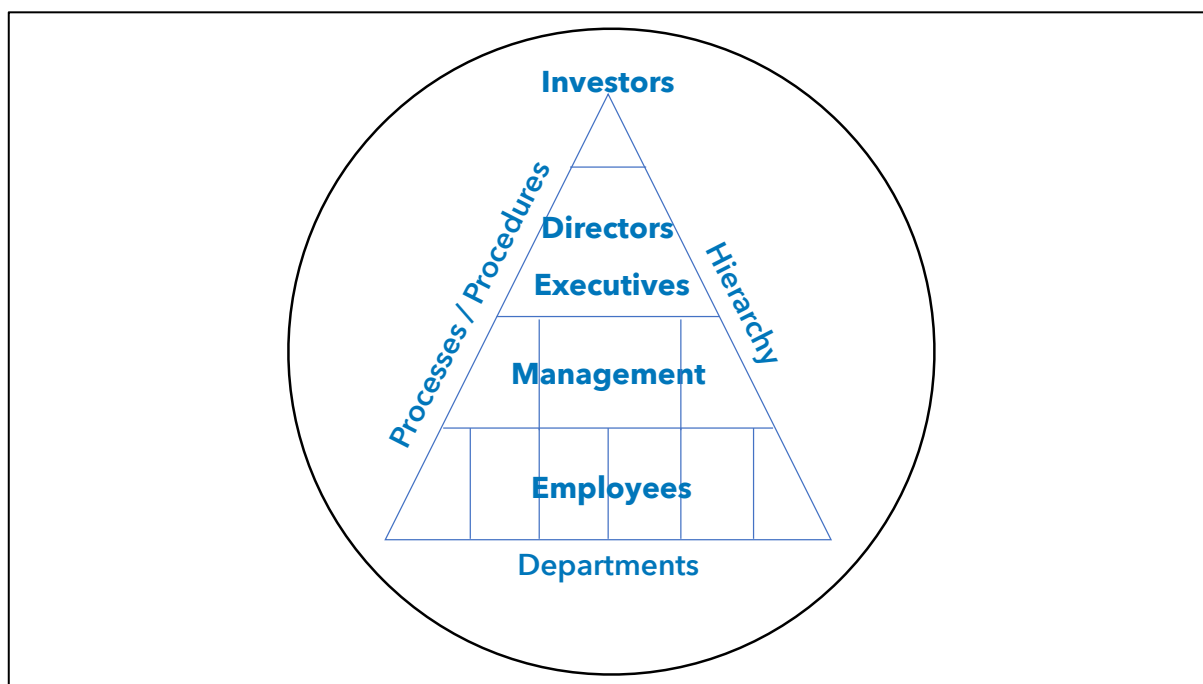 Investors
Processes / Procedures
Directors
Hierarchy
Executives
Management
Employees
Departments